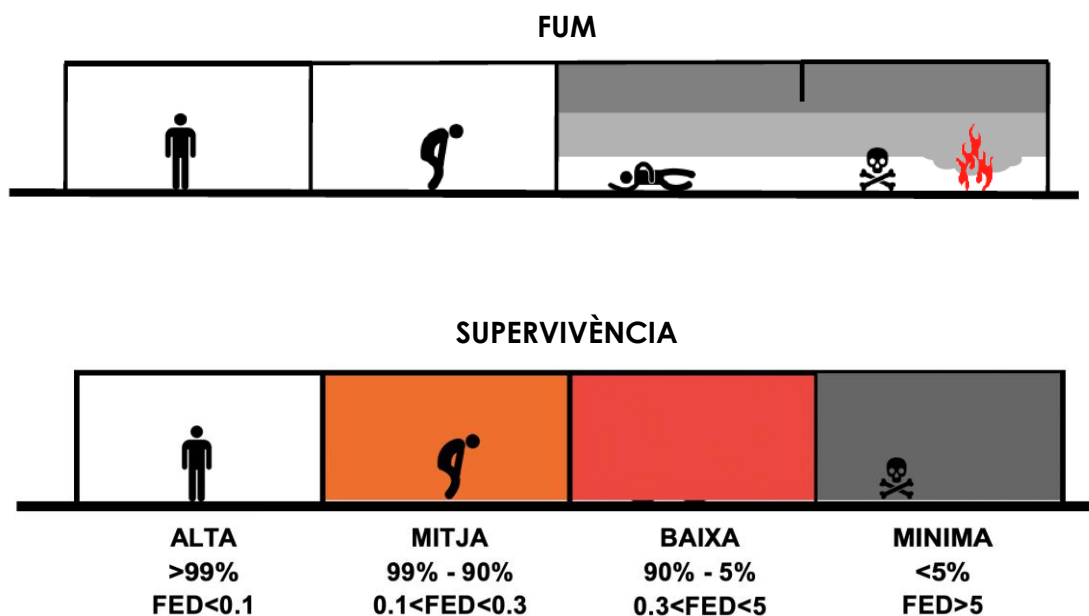 FUM
SUPERVIVÈNCIA
ALTA MITJA BAIXA MINIMA
>99% 99% - 90% 90% - 5% <5%
FED<0.1 0.1<FED<0.3 0.3<FED<5 FED>5